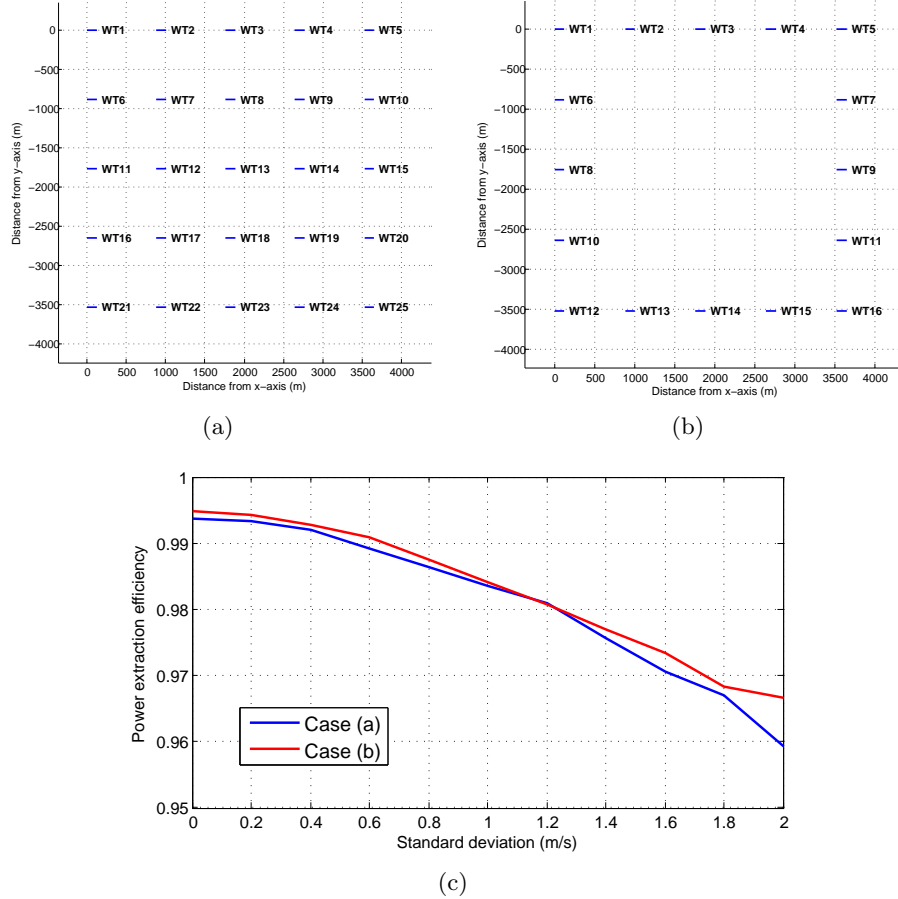 0
−500
−1000
−1500
−2000
−2500
−3000
−3500
−4000
Distance from y−axis (m)
WT1 WT2 WT3 WT4 WT5
WT6 WT7 WT8 WT9 WT10
WT11 WT12 WT13 WT14 WT15
WT16 WT17 WT18 WT19 WT20
WT21 WT22 WT23 WT24 WT25
0 500 1000 1500 2000 2500 3000 3500 4000
Distance from x−axis (m)
(a)
0
−500
−1000
−1500
−2000
−2500
−3000
−3500
−4000
Distance from y−axis (m)
WT1 WT2 WT3 WT4 WT5
WT6 WT7
WT8 WT9
WT10 WT11
WT12 WT13 WT14 WT15 WT16
0 500 1000 1500 2000 2500 3000 3500 4000
Distance from x−axis (m)
(b)
1
0.99
0.98
0.97
0.96
0.95
Power extraction efficiency
Case (a)
Case (b)
0 0.2 0.4 0.6 0.8 1 1.2 1.4 1.6 1.8 2
Standard deviation (m/s)
(c)